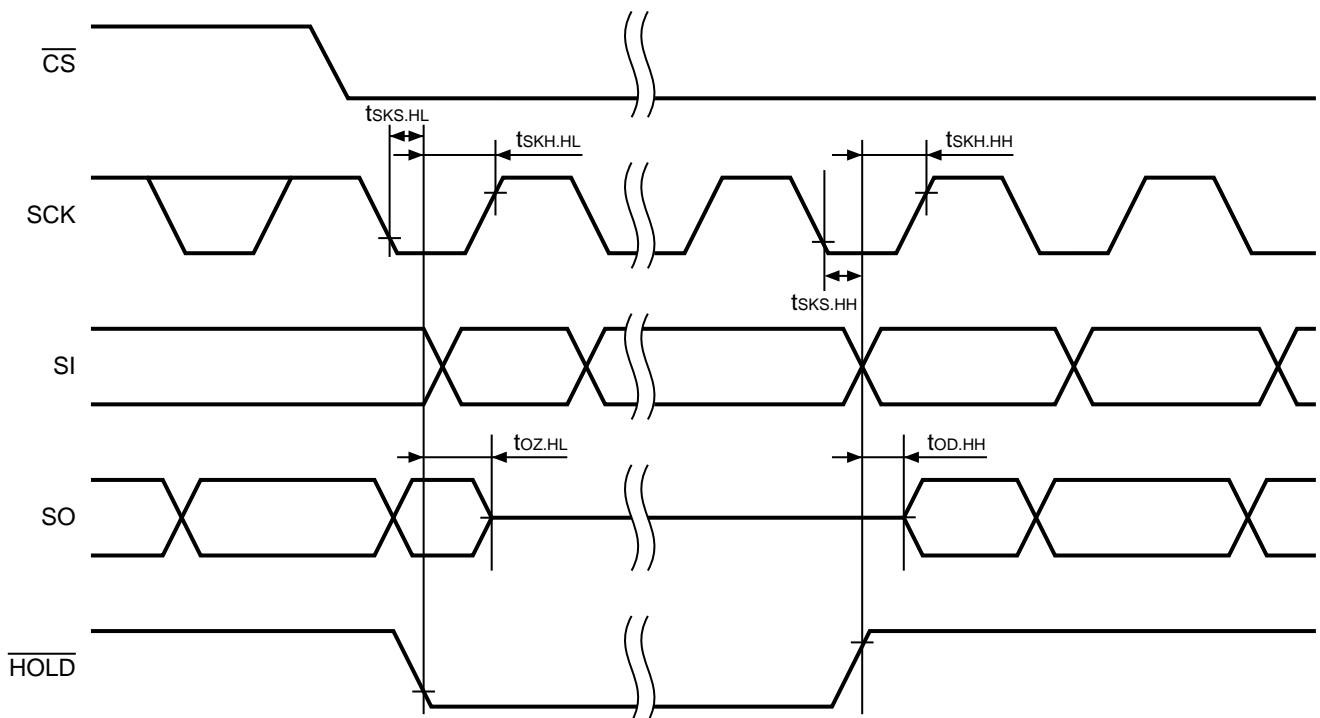 CS
tSKS.HL
tSKH.HL
tSKH.HH
SCK
tSKS.HH
SI
tOZ.HL
tOD.HH
SO
HOLD